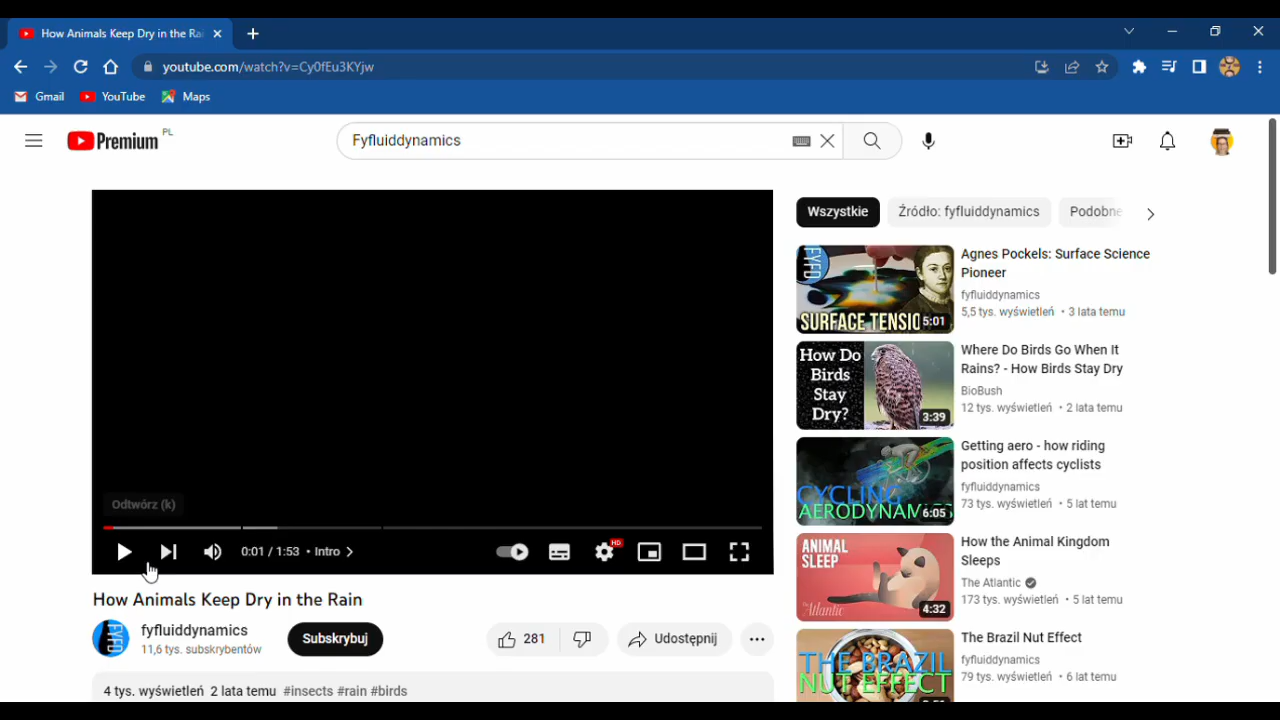 How Animals Keep Dry in the Ra
youtube.com/watch?v=Cy0fEu3KYjw
Gmail
YouTube
Maps
Premium PL
Fyfluiddynamics
Odtwórz (k)
0:01 / 1:53 • Intro
HD
How Animals Keep Dry in the Rain
fyfluiddynamics
11,6 tys. subskrybentów
Subskrybuj
281
Udostępnij
4 tys. wyświetleń 2 lata temu #insects #rain #birds
Wszystkie
Źródło: fyfluiddynamics
Podobne
FYFD
SURFACE TENSIO
5:01
Agnes Pockels: Surface Science
Pioneer
fyfluiddynamics
5,5 tys. wyświetleń • 3 lata temu
How Do
Birds
Stay
Dry?
3:39
Where Do Birds Go When It
Rains? - How Birds Stay Dry
BioBush
12 tys. wyświetleń • 2 lata temu
CYCLING
AERODYNAMICS
6:05
Getting aero - how riding
position affects cyclists
fyfluiddynamics
73 tys. wyświetleń • 5 lat temu
ANIMAL
SLEEP
The Atlantic
4:32
How the Animal Kingdom
Sleeps
The Atlantic
173 tys. wyświetleń • 5 lat temu
THE BRAZIL
NUT EFFECT
The Brazil Nut Effect
fyfluiddynamics
79 tys. wyświetleń • 6 lat temu